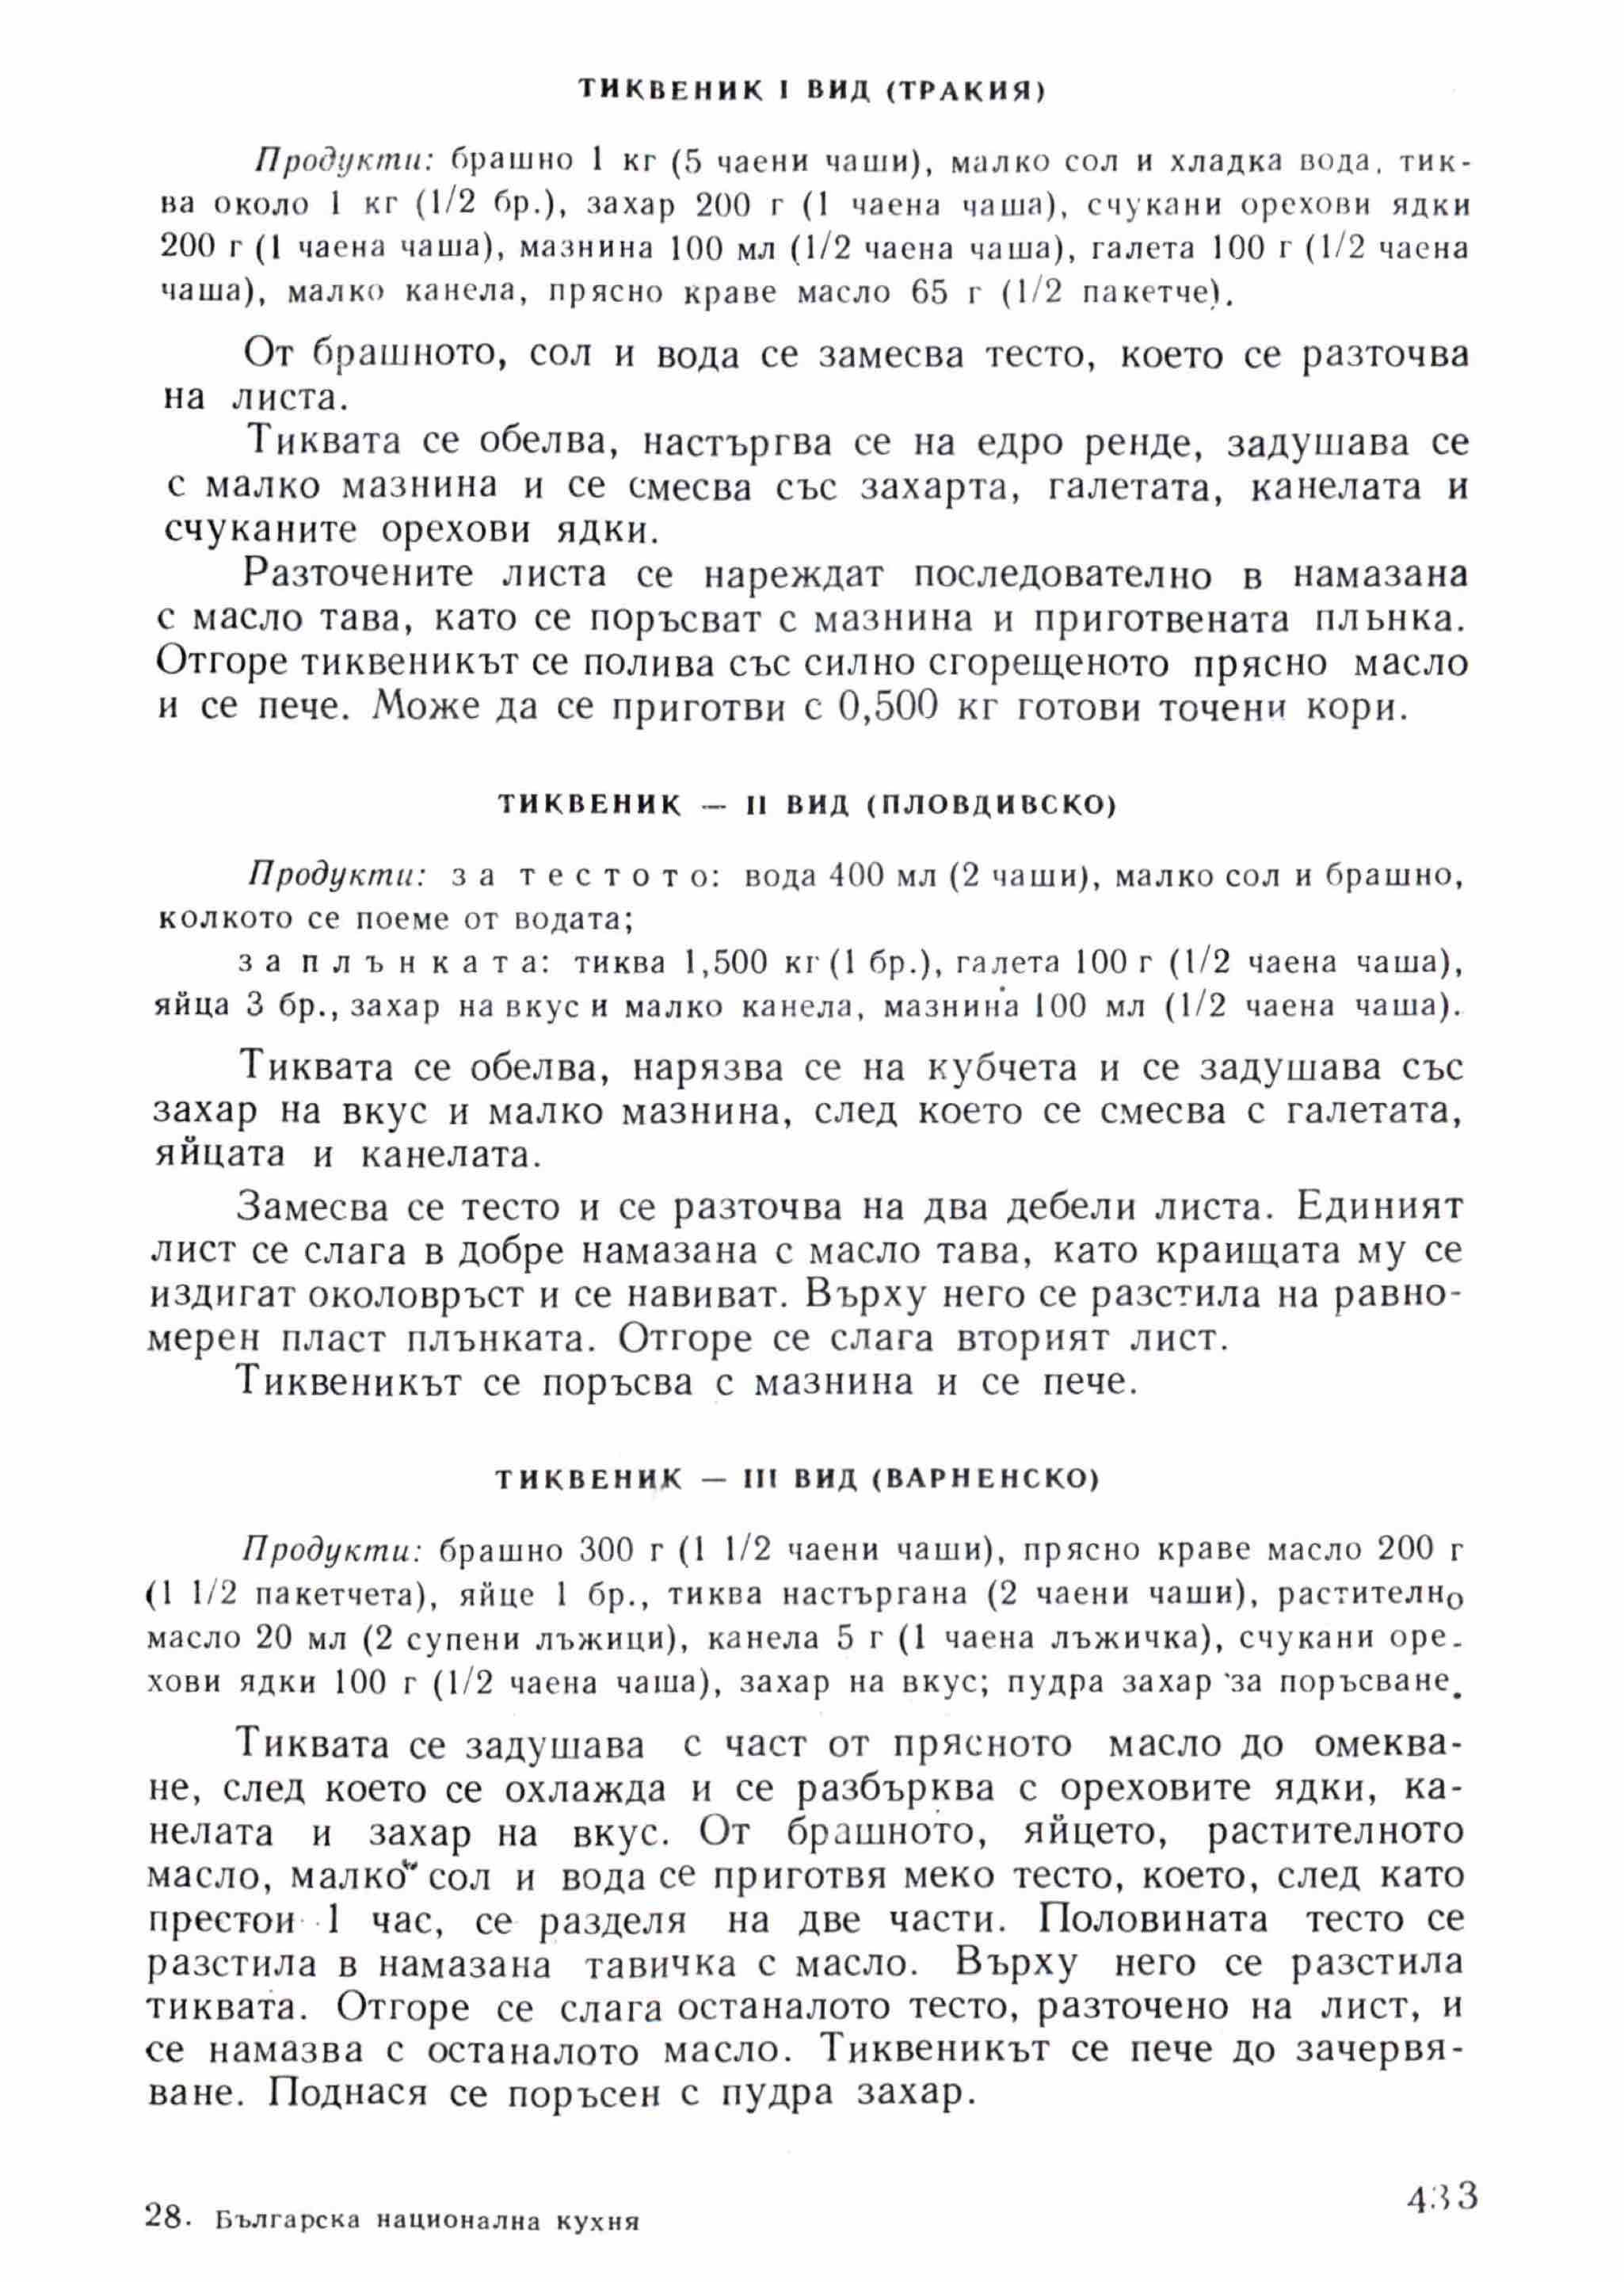 ТИКВЕНИК I ВИД (ТРАКИЯ)
Продукти: брашно 1 кг (5 чаени чаши), малко сол и хладка вода, тик-
ва около 1 кг (1/2 бр.), захар 200 г (1 чаена чаша), счукани орехови ядки
200 г (1 чаена чаша), мазнина 100 мл (1/2 чаена чаша), галета 100 г (1/2 чаена
чаша), малко канела, прясно краве масло 65 г (1/2 пакетче).
От брашното, сол и вода се замесва тесто, което се разточва
на листа.
Тиквата се обелва, настъргва се на едро ренде, задушава се
с малко мазнина и се смесва със захарта, галетата, канелата и
счуканите орехови ядки.
Разточените листа се нареждат последователно в намазана
с масло тава, като се поръсват с мазнина и приготвената плънка.
Отгоре тиквеникът се полива със силно сгорещеното прясно масло
и се пече. Може да се приготви с 0,500 кг готови точени кори.
ТИКВЕНИК — II ВИД (ПЛОВДИВСКО)
Продукти: за тестото: вода 400 мл (2 чаши), малко сол и брашно,
колкото се поеме от водата;
за плънката: тиква 1,500 кг (1 бр.), галета 100 г (1/2 чаена чаша),
яйца 3 бр., захар на вкус и малко канела, мазнина 100 мл (1/2 чаена чаша).
Тиквата се обелва, нарязва се на кубчета и се задушава със
захар на вкус и малко мазнина, след което се смесва с галетата,
яйцата и канелата.
Замесва се тесто и се разточва на два дебели листа. Единият
лист се слага в добре намазана с масло тава, като краищата му се
издигат околовръст и се навиват. Върху него се разстила на равно-
мерен пласт плънката. Отгоре се слага вторият лист.
Тиквеникът се поръсва с мазнина и се пече.
ТИКВЕНИК — III ВИД (ВАРНЕНСКО)
Продукти: брашно 300 г (1 1/2 чаени чаши), прясно краве масло 200 г
(1 1/2 пакетчета), яйце 1 бр., тиква настъргана (2 чаени чаши), растително
масло 20 мл (2 супени лъжици), канела 5 г (1 чаена лъжичка), счукани оре-
хови ядки 100 г (1/2 чаена чаша), захар на вкус; пудра захар за поръсване.
Тиквата се задушава с част от прясното масло до омеква-
не, след което се охлажда и се разбърква с ореховите ядки, ка-
нелата и захар на вкус. От брашното, яйцето, растителното
масло, малко сол и вода се приготвя меко тесто, което, след като
престои 1 час, се разделя на две части. Половината тесто се
разстила в намазана тавичка с масло. Върху него се разстила
тиквата. Отгоре се слага останалото тесто, разточено на лист, и
се намазва с останалото масло. Тиквеникът се пече до зачервя-
ване. Поднася се поръсен с пудра захар.
28. Българска национална кухня
433